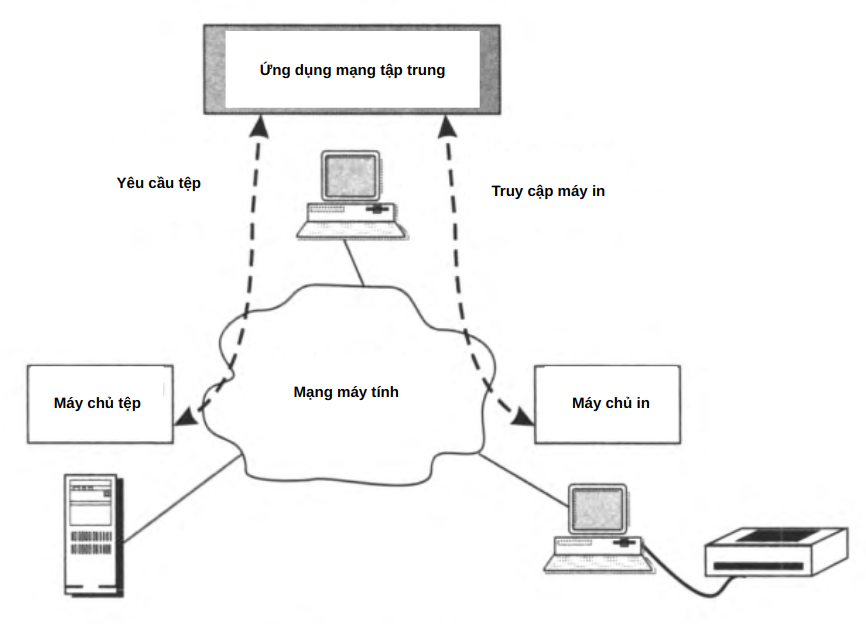 Ứng dụng mạng tập trung
Yêu cầu tệp
Truy cập máy in
Mạng máy tính
Máy chủ tệp
Máy chủ in